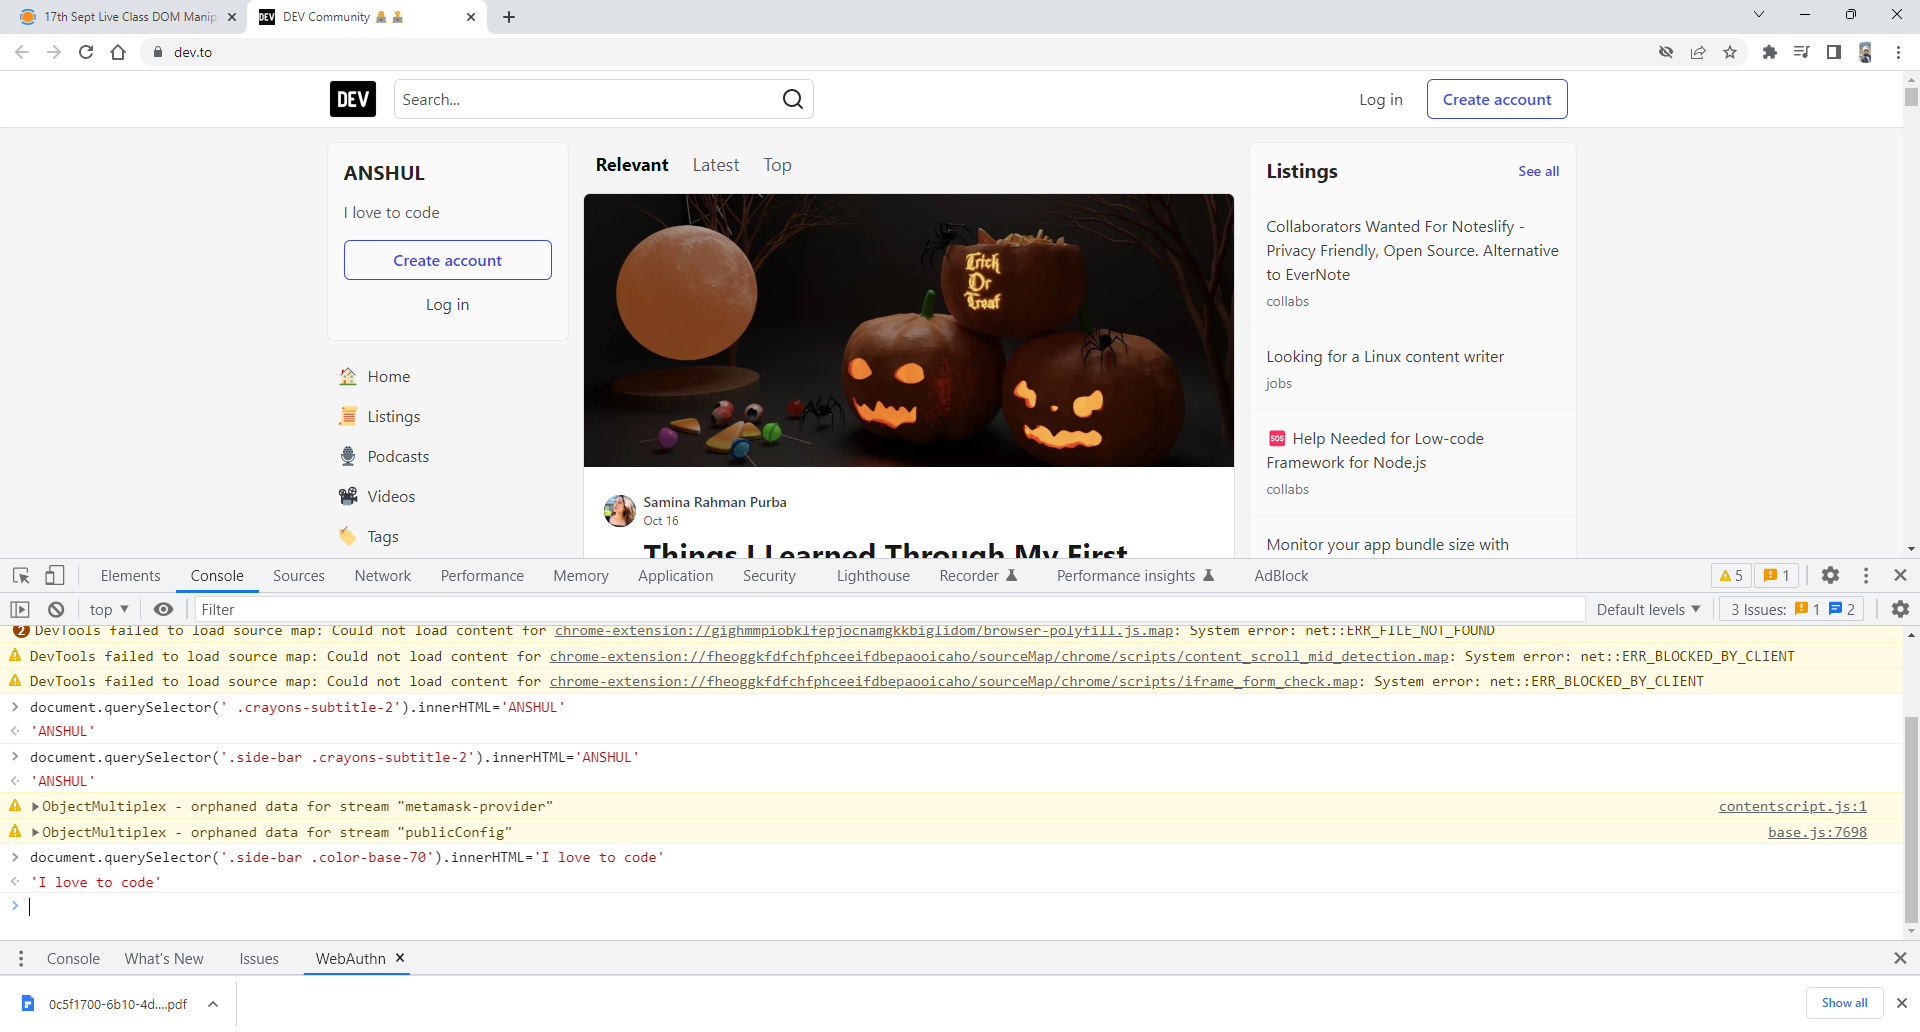 17th Sept Live Class DOM Manip
DEV
DEV Community
dev.to
DEV
Search...
Log in
Create account
ANSHUL
I love to code
Create account
Log in
Home
Listings
Podcasts
Videos
Tags
Relevant
Latest
Top
Trick
Or
Treat
Samina Rahman Purba
Oct 16
Things I Learned Through My First
Listings
See all
Collaborators Wanted For Noteslify -
Privacy Friendly, Open Source. Alternative
to EverNote
collabs
Looking for a Linux content writer
jobs
SOS Help Needed for Low-code
Framework for Node.js
collabs
Monitor your app bundle size with
Elements
Console
Sources
Network
Performance
Memory
Application
Security
Lighthouse
Recorder
Performance insights
AdBlock
5
1
top
Filter
Default levels
3 Issues:
1
2
2 DevTools failed to load source map: Could not load content for chrome-extension://gighmmpiobklfepjocnamgkkbiglidom/browser-polyfill.js.map: System error: net::ERR_FILE_NOT_FOUND
DevTools failed to load source map: Could not load content for chrome-extension://fheoggkfdfchfphceeifdbepaooicaho/sourceMap/chrome/scripts/content_scroll_mid_detection.map: System error: net::ERR_BLOCKED_BY_CLIENT
DevTools failed to load source map: Could not load content for chrome-extension://fheoggkfdfchfphceeifdbepaooicaho/sourceMap/chrome/scripts/iframe_form_check.map: System error: net::ERR_BLOCKED_BY_CLIENT
document.querySelector(' .crayons-subtitle-2').innerHTML='ANSHUL'
'ANSHUL'
document.querySelector('.side-bar .crayons-subtitle-2').innerHTML='ANSHUL'
'ANSHUL'
ObjectMultiplex - orphaned data for stream "metamask-provider"
contentscript.js:1
ObjectMultiplex - orphaned data for stream "publicConfig"
base.js:7698
document.querySelector('.side-bar .color-base-70').innerHTML='I love to code'
'I love to code'
Console
What's New
Issues
WebAuthn
0c5f1700-6b10-4d....pdf
Show all